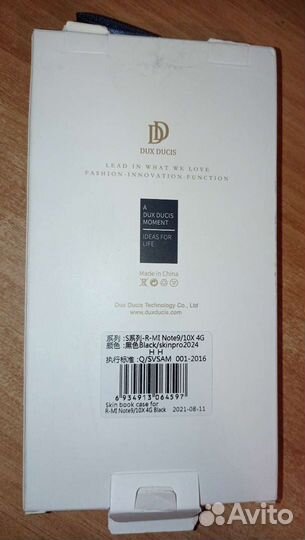 DD
DUX DUCIS
LEAD IN WHAT WE LOVE
FASHION·INNOVATION·FUNCTION
A
DUX DUCIS
MOMENT
IDEAS FOR
LIFE
Made in China
Dux Ducis Technology Co., Ltd
www.duxducis.com
系列 :S系列-R-MI Note9/10X 4G
颜色 :黑色Black/skinpro2024
H H
执行标准 :Q/SVSAM 001-2016
6 934913 064597
Skin book case for
R-MI Note9/10X 4G Black 2021-08-11
Avito